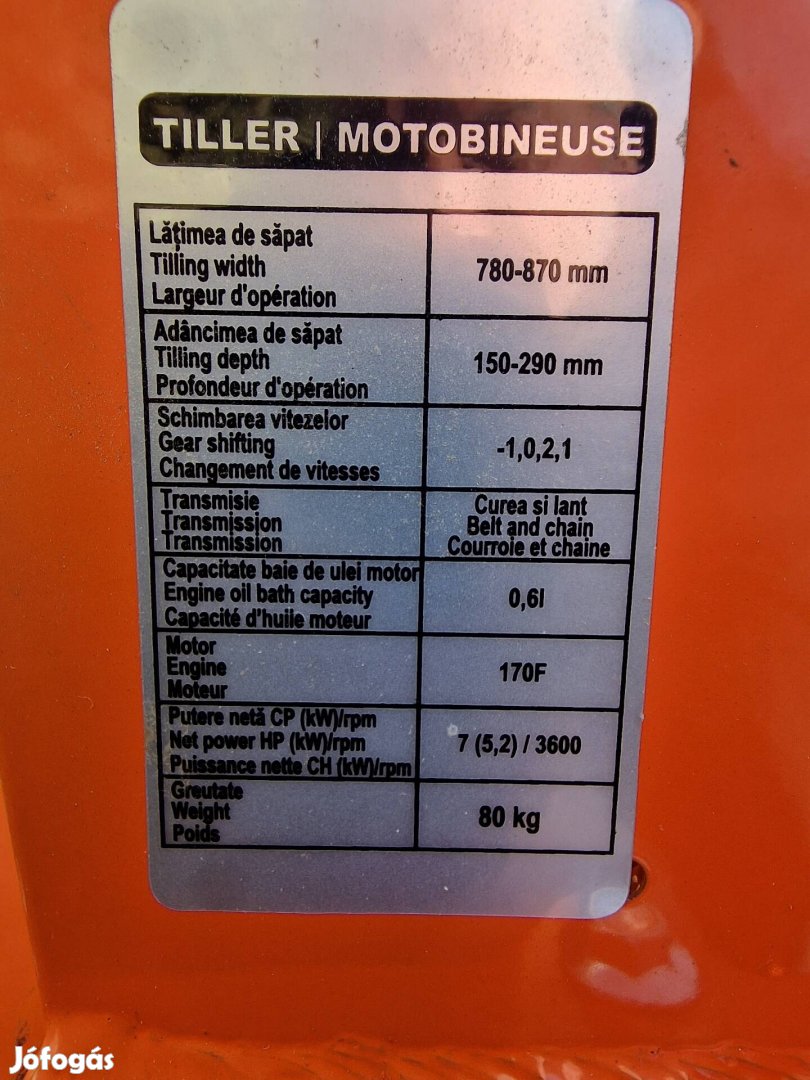 TILLER | MOTOBINEUSE
Lățimea de săpat
Tilling width
Largeur d'opération
780-870 mm
Adâncimea de săpat
Tilling depth
Profondeur d'opération
150-290 mm
Schimbarea vitezelor
Gear shifting
Changement de vitesses
-1,0,2,1
Transmisie
Transmission
Transmission
Curea si lant
Belt and chain
Courroie et chaine
Capacitate baie de ulei motor
Engine oil bath capacity
Capacité d'huile moteur
0,6l
Motor
Engine
Moteur
170F
Putere netă CP (kW)/rpm
Net power HP (kW)/rpm
Puissance nette CH (kW)/rpm
7 (5,2) / 3600
Greutate
Weight
Poids
80 kg
Jófogás